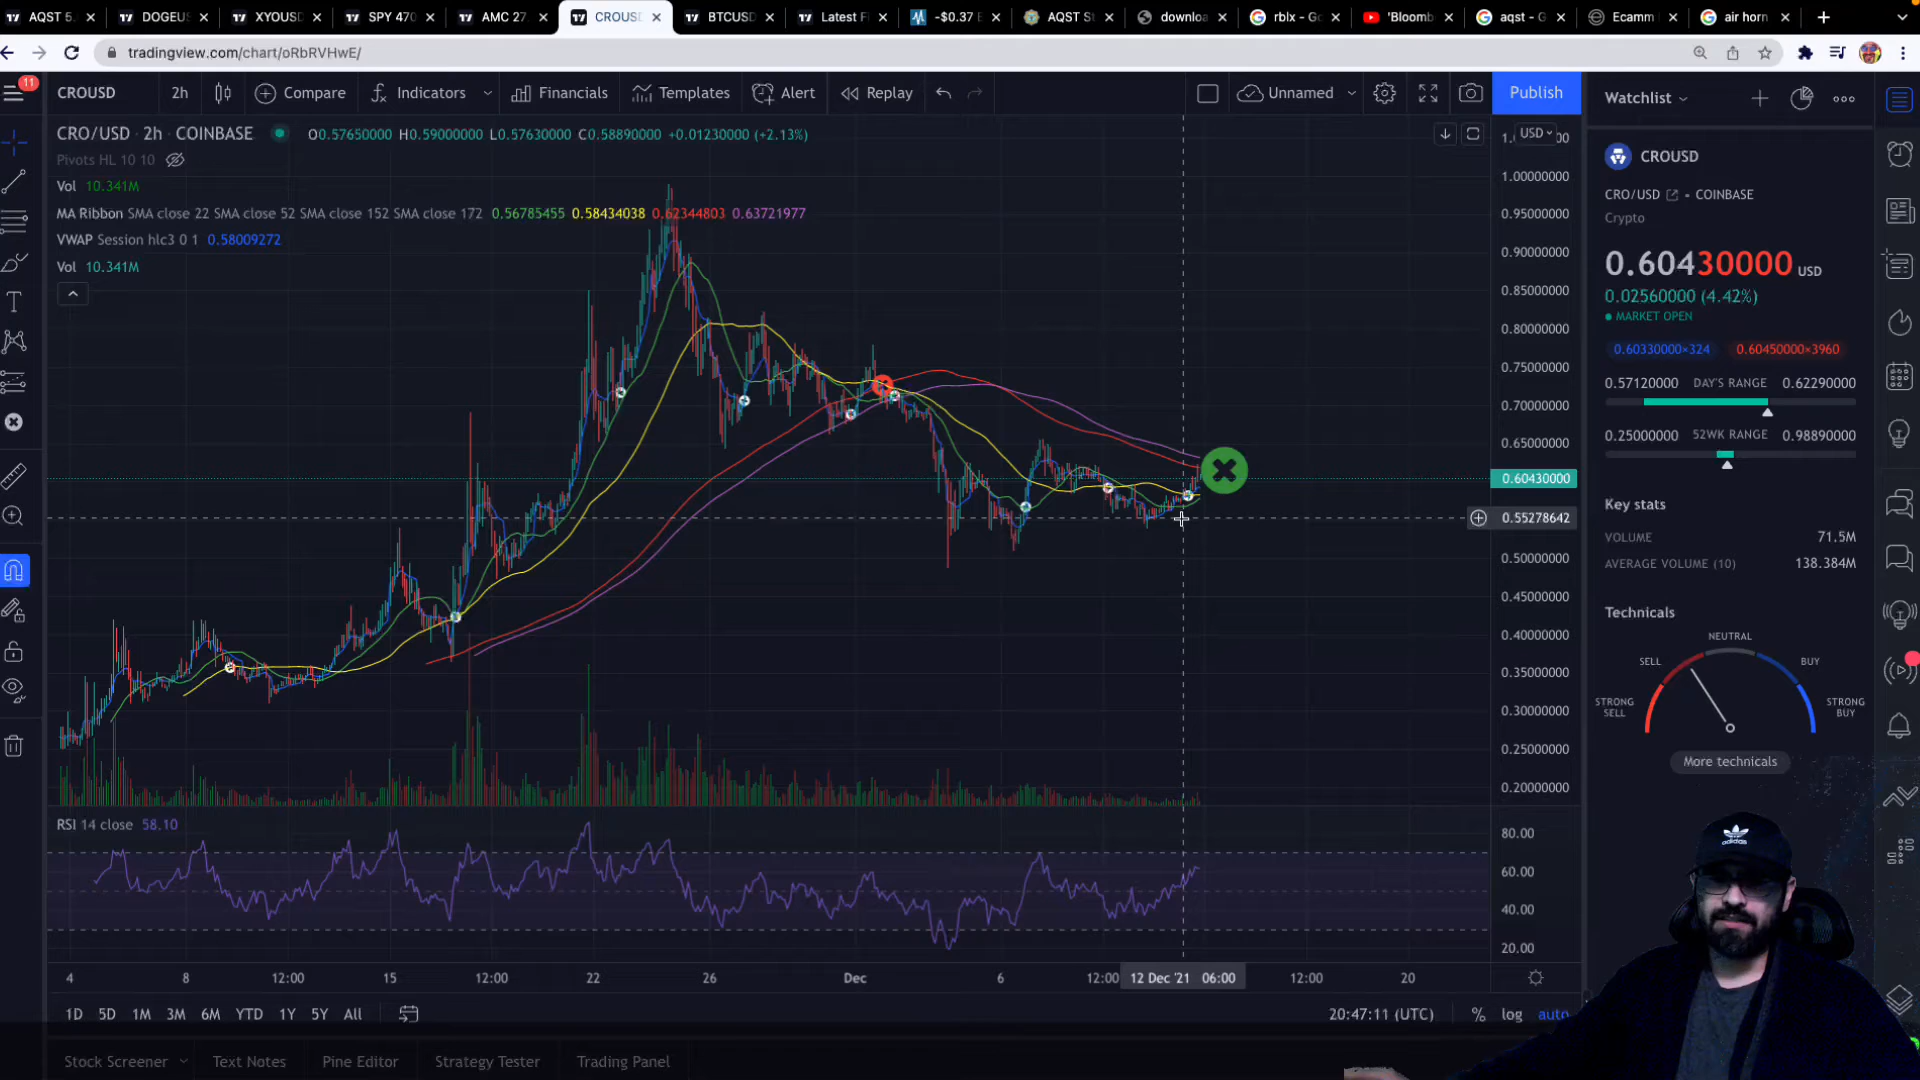 AQST 5.
DOGEUS
XYOUSD
SPY 470
AMC 27.
CROUSD
BTCUSD
Latest Fi
-$0.37 E
AQST St
downloa
rblx - Go
'Bloomb
aqst - G
Ecamm
air horn
tradingview.com/chart/oRbRVHwE/
11
CROUSD
2h
Compare
Indicators
Financials
Templates
Alert
Replay
Unnamed
Publish
Watchlist
CRO/USD · 2h · COINBASE
O0.57650000 H0.59000000 L0.57630000 C0.58890000 +0.01230000 (+2.13%)
USD
Pivots HL 10 10
Vol 10.341M
MA Ribbon SMA close 22 SMA close 52 SMA close 152 SMA close 172 0.56785455 0.58434038 0.62344803 0.63721977
VWAP Session hlc3 0 1 0.58009272
Vol 10.341M
1.00000000
0.95000000
0.90000000
0.85000000
0.80000000
0.75000000
0.70000000
0.65000000
0.60430000
0.55278642
0.50000000
0.45000000
0.40000000
0.35000000
0.30000000
0.25000000
0.20000000
RSI 14 close 58.10
80.00
60.00
40.00
20.00
4
8
12:00
15
12:00
22
26
Dec
6
12:00
12 Dec '21 06:00
12:00
20
1D 5D 1M 3M 6M YTD 1Y 5Y All
20:47:11 (UTC)
%
log
auto
Stock Screener
Text Notes
Pine Editor
Strategy Tester
Trading Panel
CROUSD
CRO/USD - COINBASE
Crypto
0.60430000 USD
0.02560000 (4.42%)
MARKET OPEN
0.60330000×324
0.60450000×3960
0.57120000 DAY'S RANGE 0.62290000
0.25000000 52WK RANGE 0.98890000
Key stats
VOLUME 71.5M
AVERAGE VOLUME (10) 138.384M
Technicals
NEUTRAL
SELL
BUY
STRONG SELL
STRONG BUY
More technicals
adidas